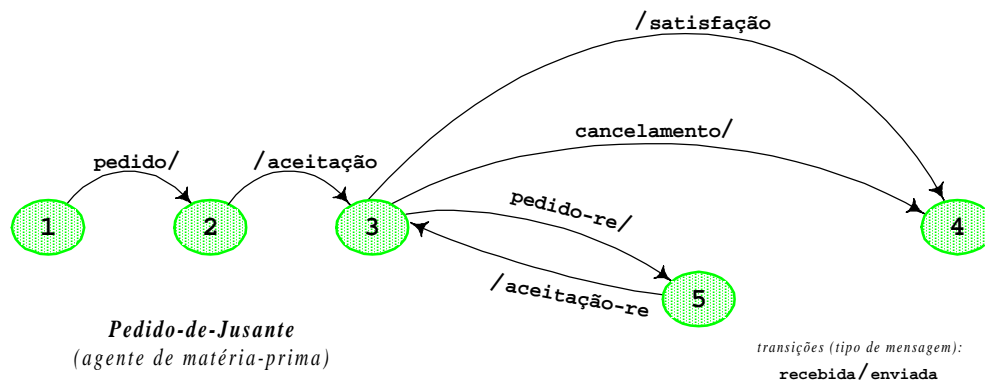 /satisfação
cancelamento/
pedido/
/aceitação
pedido-re/
1
2
3
4
/aceitação-re
5
Pedido-de-Jusante
(agente de matéria-prima)
transições (tipo de mensagem):
recebida/enviada